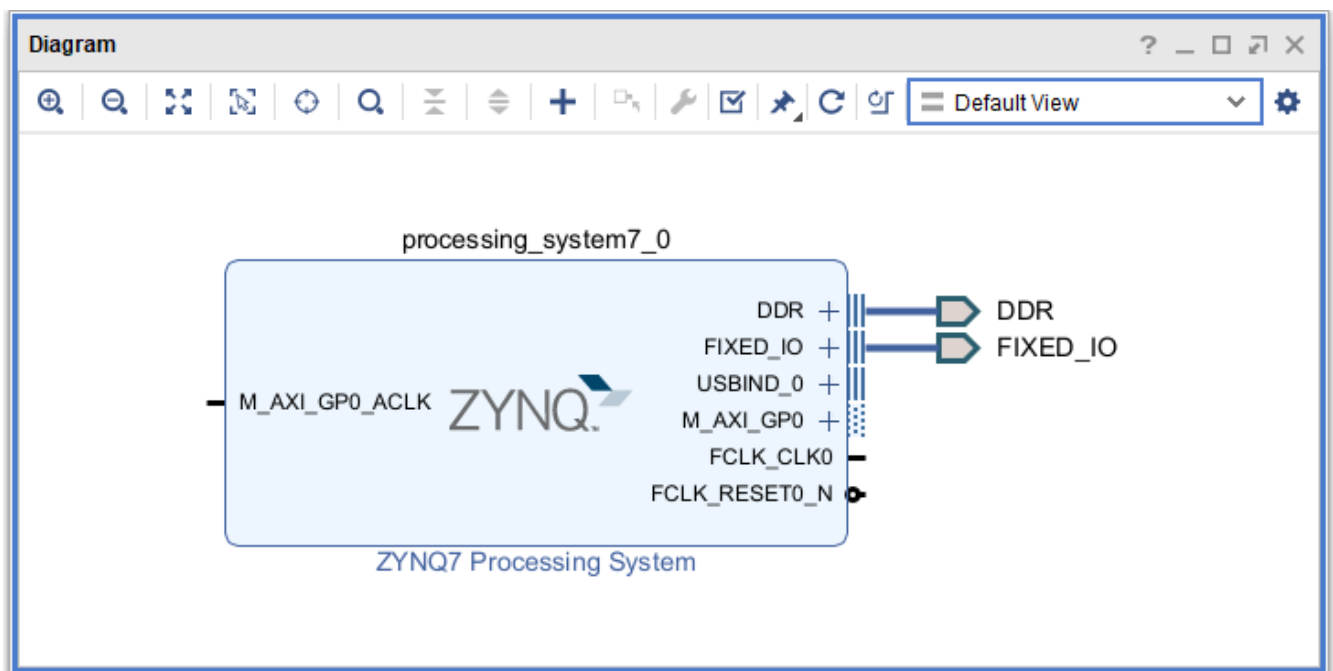 Diagram
Default View
processing_system7_0
DDR
FIXED_IO
USBIND_0
M_AXI_GP0
FCLK_CLK0
FCLK_RESET0_N
M_AXI_GP0_ACLK
ZYNQ
DDR
FIXED_IO
ZYNQ7 Processing System